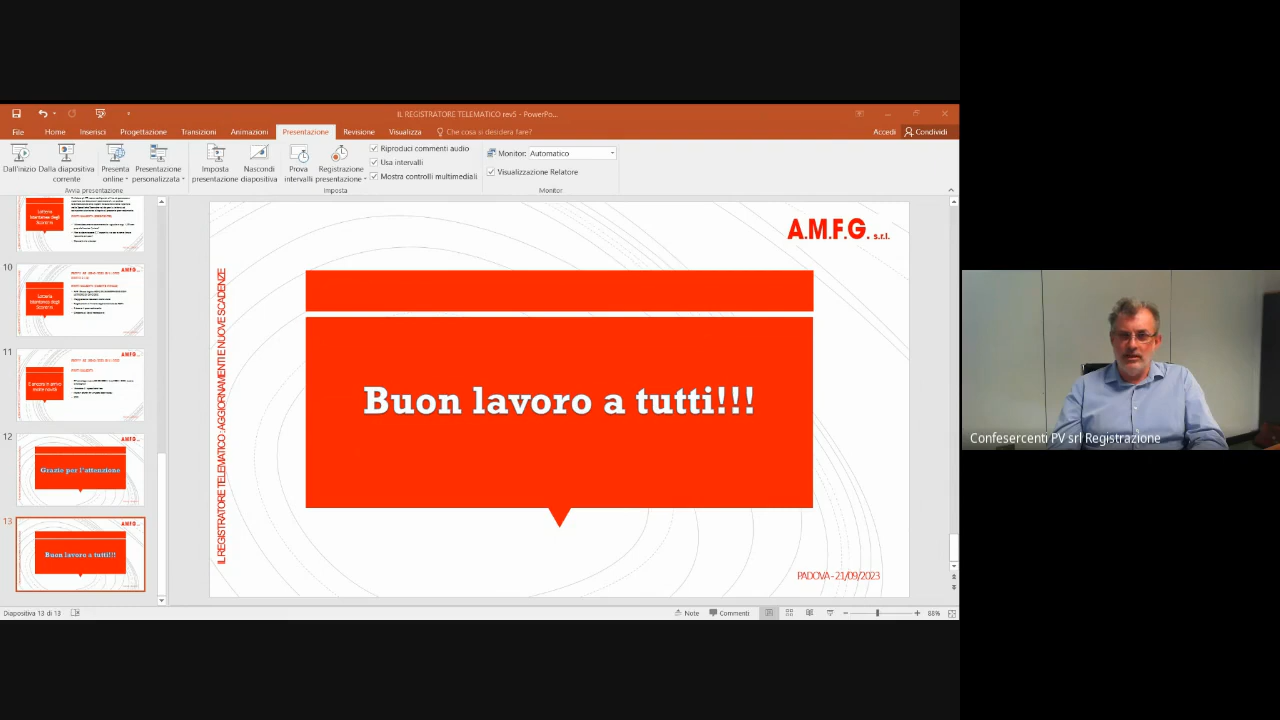 IL REGISTRATORE TELEMATICO rev5 - PowerPo...
File Home Inserisci Progettazione Transizioni Animazioni Presentazione Revisione Visualizza Che cosa si desidera fare? Accedi Condividi
Dall'inizio Dalla diapositiva corrente Presenta online Presentazione personalizzata
Avvia presentazione
Imposta presentazione Nascondi diapositiva Prova intervalli Registrazione presentazione
Riproduci commenti audio
Usa intervalli
Mostra controlli multimediali
Imposta
Monitor: Automatico
Visualizzazione Relatore
Monitor
10
11
12
Grazie per l'attenzione
13
Buon lavoro a tutti!!!
A.M.F.G. s.r.l.
IL REGISTRATORE TELEMATICO : AGGIORNAMENTI E NUOVE SCADENZE
Buon lavoro a tutti!!!
PADOVA - 21/09/2023
Confesercenti PV srl Registrazione
Diapositiva 13 di 13 Note Commenti 88%